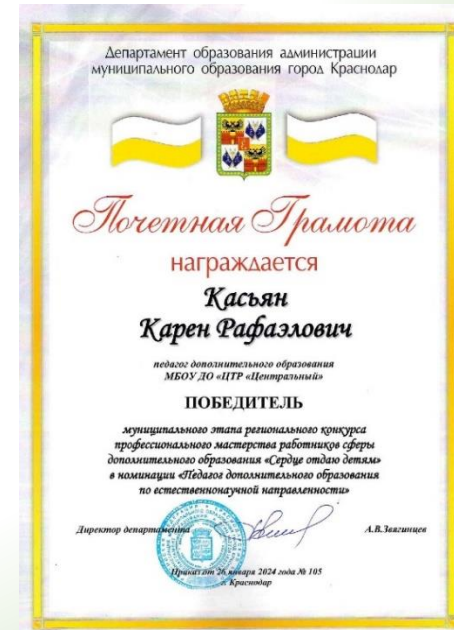 Департамент образования администрации
муниципального образования город Краснодар
Почетная Грамота
награждается
Касьян
Карен Рафаэлович
педагог дополнительного образования
МБОУ ДО «ЦТР «Центральный»
ПОБЕДИТЕЛЬ
муниципального этапа регионального конкурса
профессионального мастерства работников сферы
дополнительного образования «Сердце отдаю детям»
в номинации «Педагог дополнительного образования
по естественнонаучной направленности»
Директор департамента А.В.Звягинцев
Приказ от 26 января 2024 года № 105
г. Краснодар